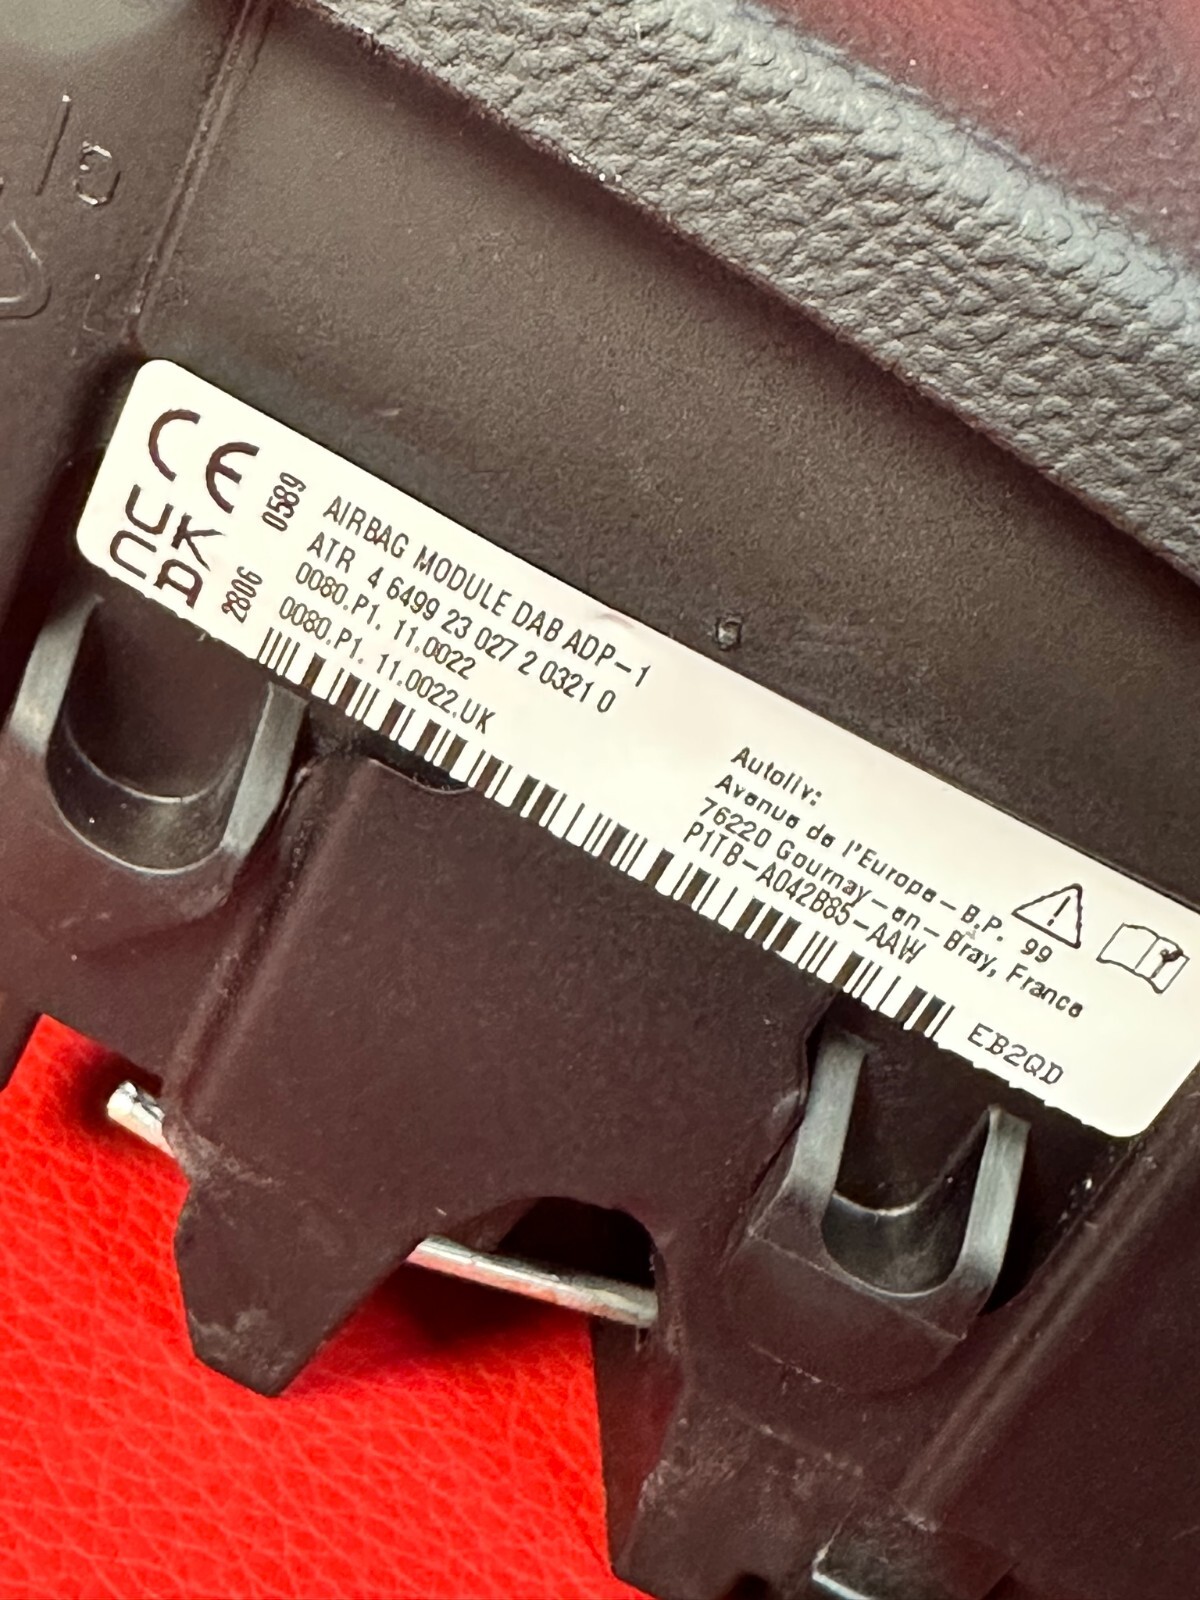 CE
0589
UK
CA
2806
AIRBAG MODULE DAB ADP-1
ATR 4 6499 23 027 2 0321 0
0080.P1. 11.0022
0080.P1. 11.0022.UK
Autoliv:
Avenue de l'Europe-B.P. 99
76220 Gournay-en-Bray, France
P1TB-A042B85-AAW
EB2QD